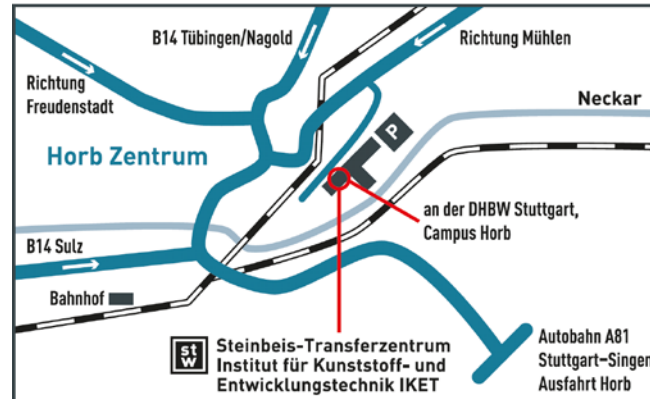 B14 Tübingen/Nagold
Richtung Mühlen
Richtung
Freudenstadt
Neckar
P
Horb Zentrum
an der DHBW Stuttgart,
Campus Horb
B14 Sulz
Bahnhof
st
w
Steinbeis-Transferzentrum
Institut für Kunststoff- und
Entwicklungstechnik IKET
Autobahn A81
Stuttgart–Singen
Ausfahrt Horb